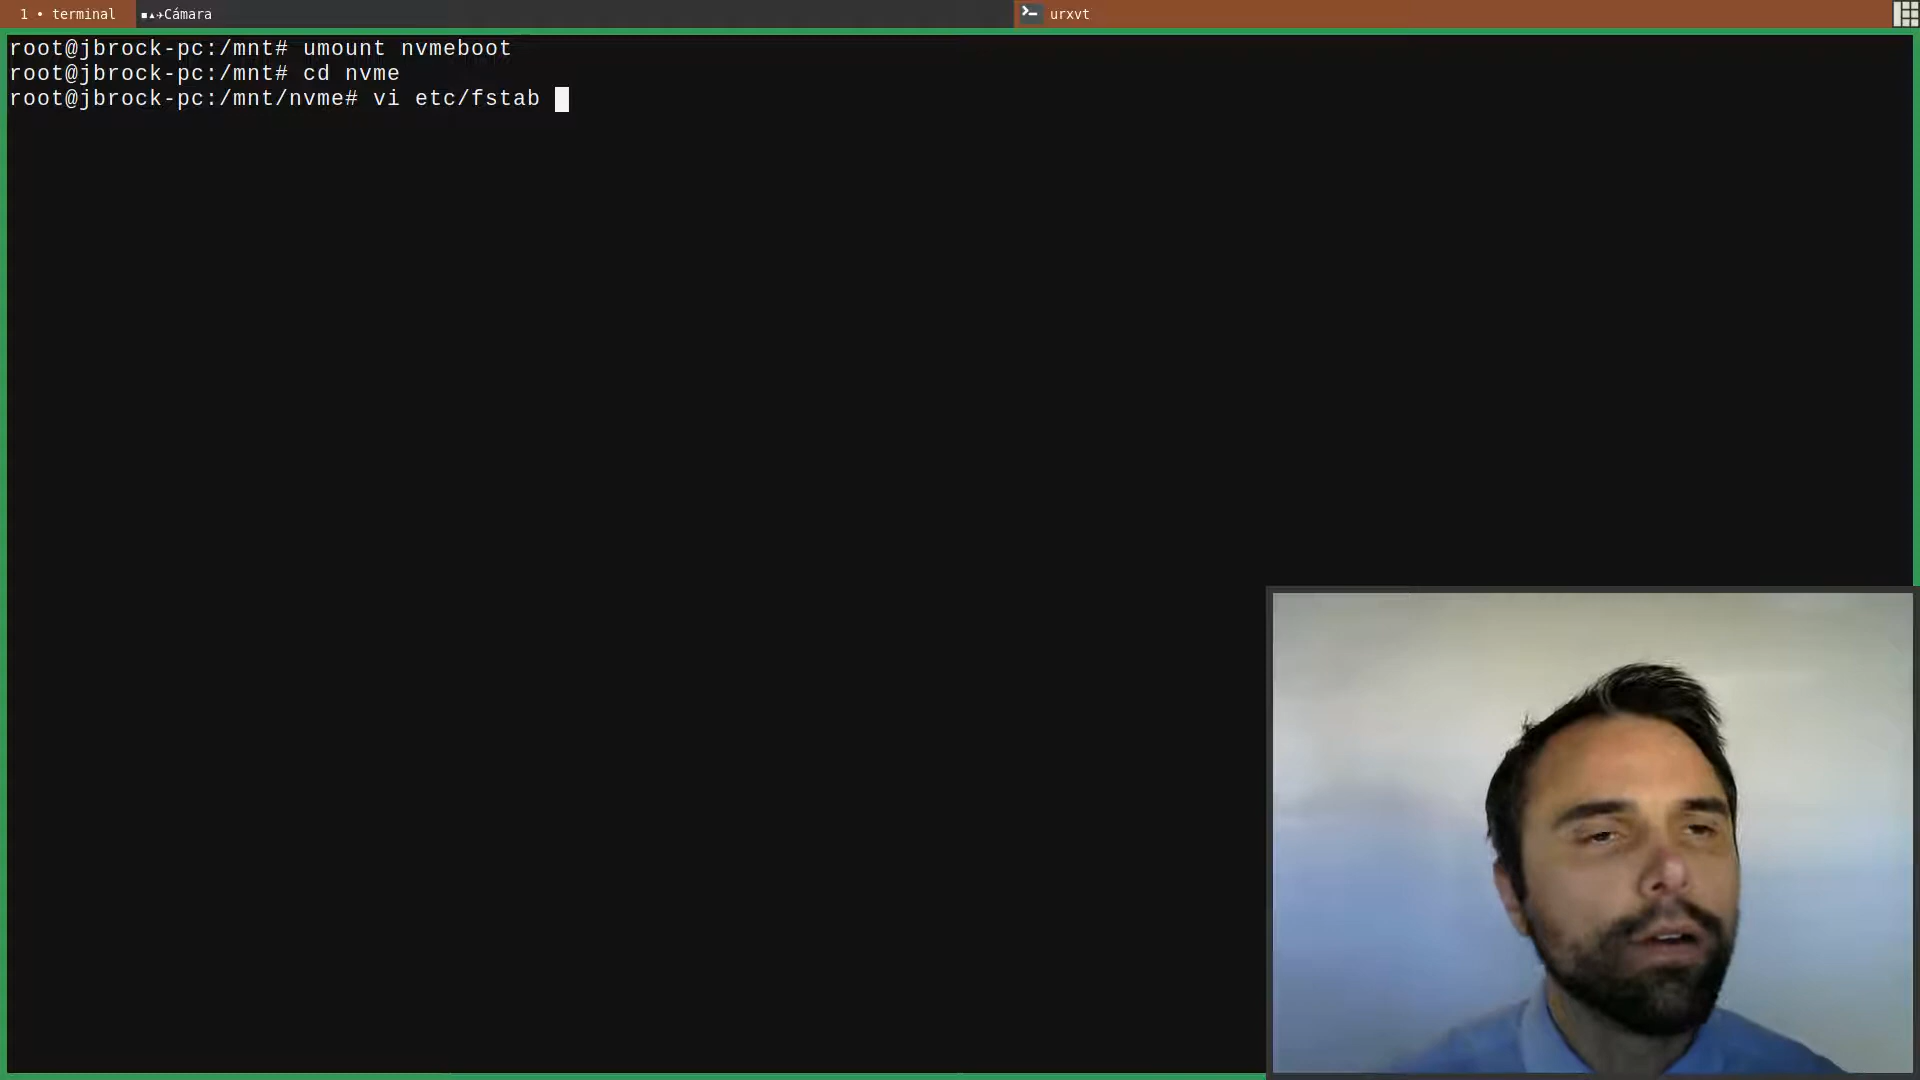 1 • terminal
Cámara
urxvt
root@jbrock-pc:/mnt# umount nvmeboot
root@jbrock-pc:/mnt# cd nvme
root@jbrock-pc:/mnt/nvme# vi etc/fstab